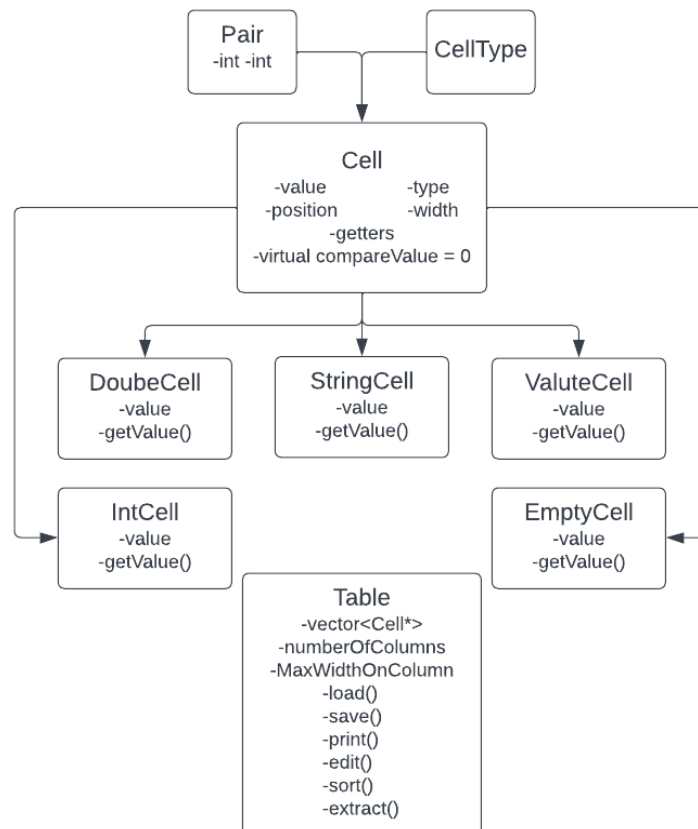 Pair
-int -int
CellType
Cell
-value -type
-position -width
-getters
-virtual compareValue = 0
DoubeCell
-value
-getValue()
StringCell
-value
-getValue()
ValuteCell
-value
-getValue()
IntCell
-value
-getValue()
EmptyCell
-value
-getValue()
Table
-vector<Cell*>
-numberOfColumns
-MaxWidthOnColumn
-load()
-save()
-print()
-edit()
-sort()
-extract()